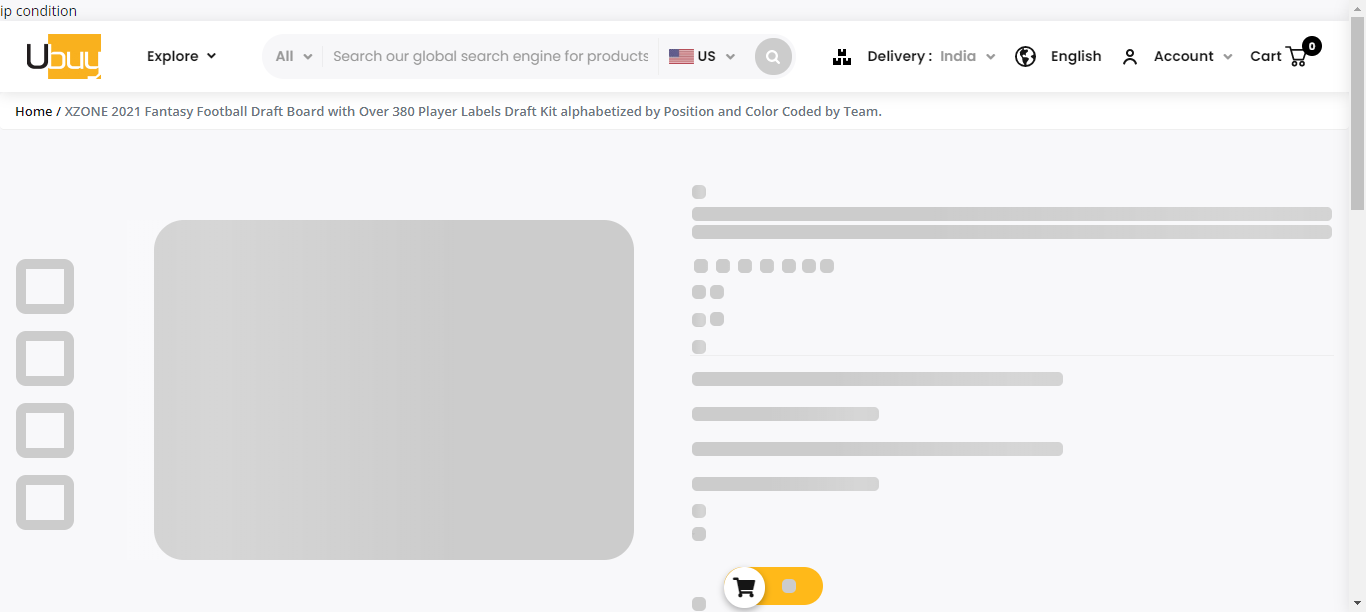 ip condition
Ubuy
Explore
All
Search our global search engine for products
US
Delivery : India
English
Account
Cart
0
Home / XZONE 2021 Fantasy Football Draft Board with Over 380 Player Labels Draft Kit alphabetized by Position and Color Coded by Team.